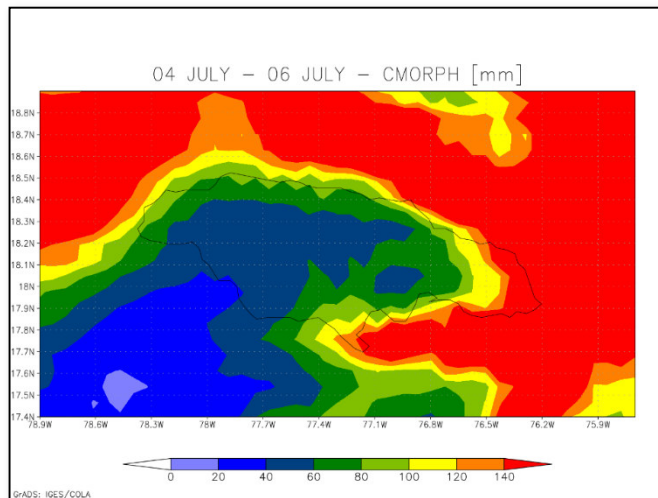 04 JULY - 06 JULY - CMORPH [mm]
18.8N
18.7N
18.6N
18.5N
18.4N
18.3N
18.2N
18.1N
18N
17.9N
17.8N
17.7N
17.6N
17.5N
17.4N
78.9W 78.6W 78.3W 78W 77.7W 77.4W 77.1W 76.8W 76.5W 76.2W 75.9W
0 20 40 60 80 100 120 140
GrADS: IGES/COLA